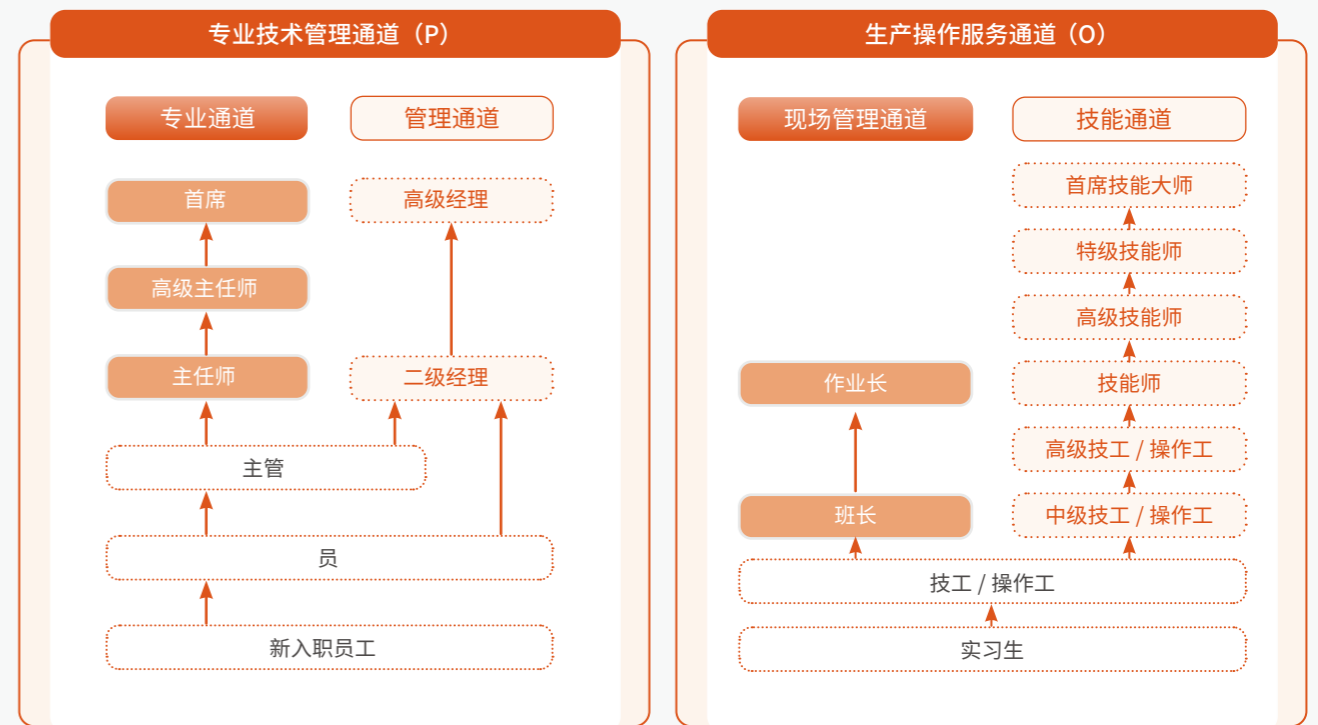 专业技术管理通道（P）
专业通道
管理通道
首席
高级经理
高级主任师
主任师
二级经理
主管
员
新入职员工
生产操作服务通道（O）
现场管理通道
技能通道
首席技能大师
特级技能师
高级技能师
作业长
技能师
高级技工 / 操作工
班长
中级技工 / 操作工
技工 / 操作工
实习生